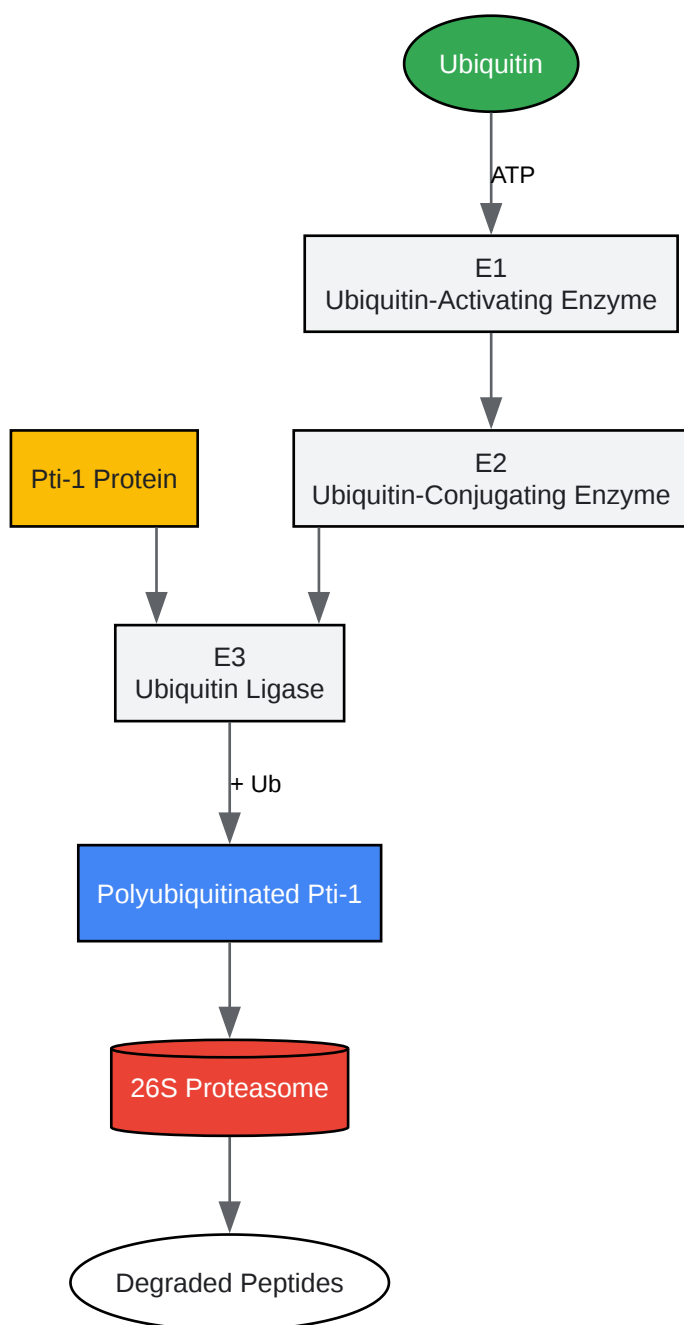 Ubiquitin
ATP
E1
Ubiquitin-Activating Enzyme
Pti-1 Protein
E2
Ubiquitin-Conjugating Enzyme
E3
Ubiquitin Ligase
+ Ub
Polyubiquitinated Pti-1
26S Proteasome
Degraded Peptides